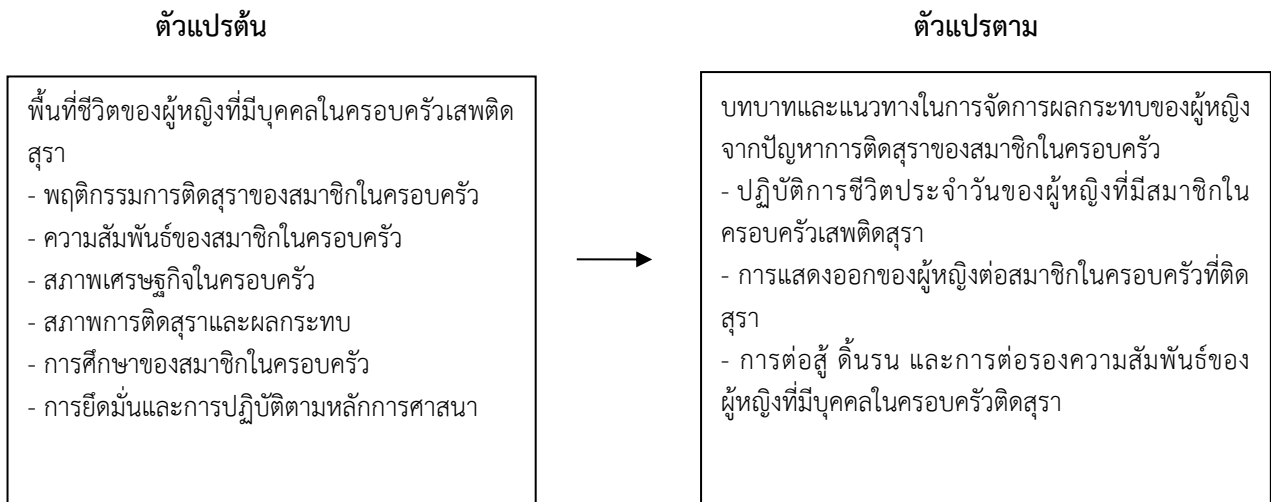 ตัวแปรต้น
พื้นที่ชีวิตของผู้หญิงที่มีบุคคลในครอบครัวเสพติด
สุรา
- พฤติกรรมการติดสุราของสมาชิกในครอบครัว
- ความสัมพันธ์ของสมาชิกในครอบครัว
- สภาพเศรษฐกิจในครอบครัว
- สภาพการติดสุราและผลกระทบ
- การศึกษาของสมาชิกในครอบครัว
- การยึดมั่นและการปฏิบัติตามหลักการศาสนา
ตัวแปรตาม
บทบาทและแนวทางในการจัดการผลกระทบของผู้หญิง
จากปัญหาการติดสุราของสมาชิกในครอบครัว
- ปฏิบัติการชีวิตประจำวันของผู้หญิงที่มีสมาชิกใน
ครอบครัวเสพติดสุรา
- การแสดงออกของผู้หญิงต่อสมาชิกในครอบครัวที่ติด
สุรา
- การต่อสู้ ดิ้นรน และการต่อรองความสัมพันธ์ของ
ผู้หญิงที่มีบุคคลในครอบครัวติดสุรา